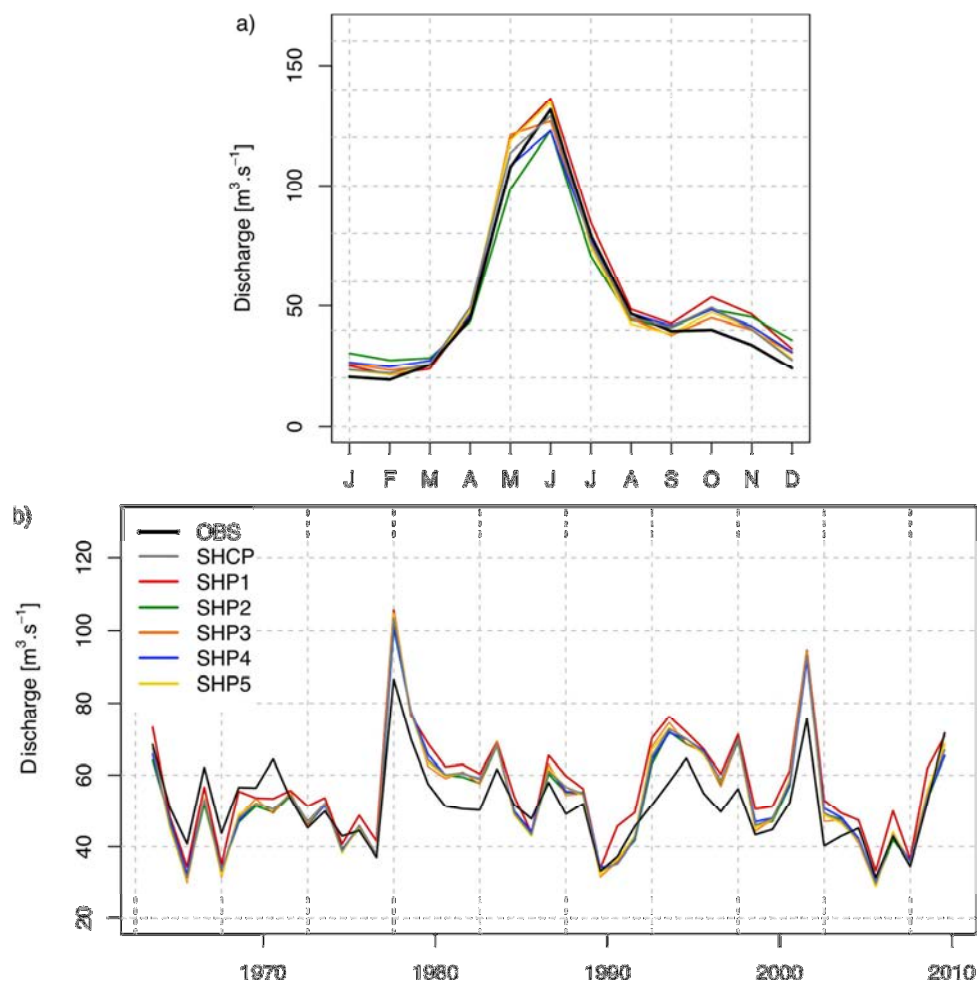 a)
150
100
50
0
Discharge [m³.s⁻¹]
J F M A M J J A S O N D
b)
OBS
SHCP
SHP1
SHP2
SHP3
SHP4
SHP5
120
100
80
60
40
20
Discharge [m³.s⁻¹]
1970 1980 1990 2000 2010